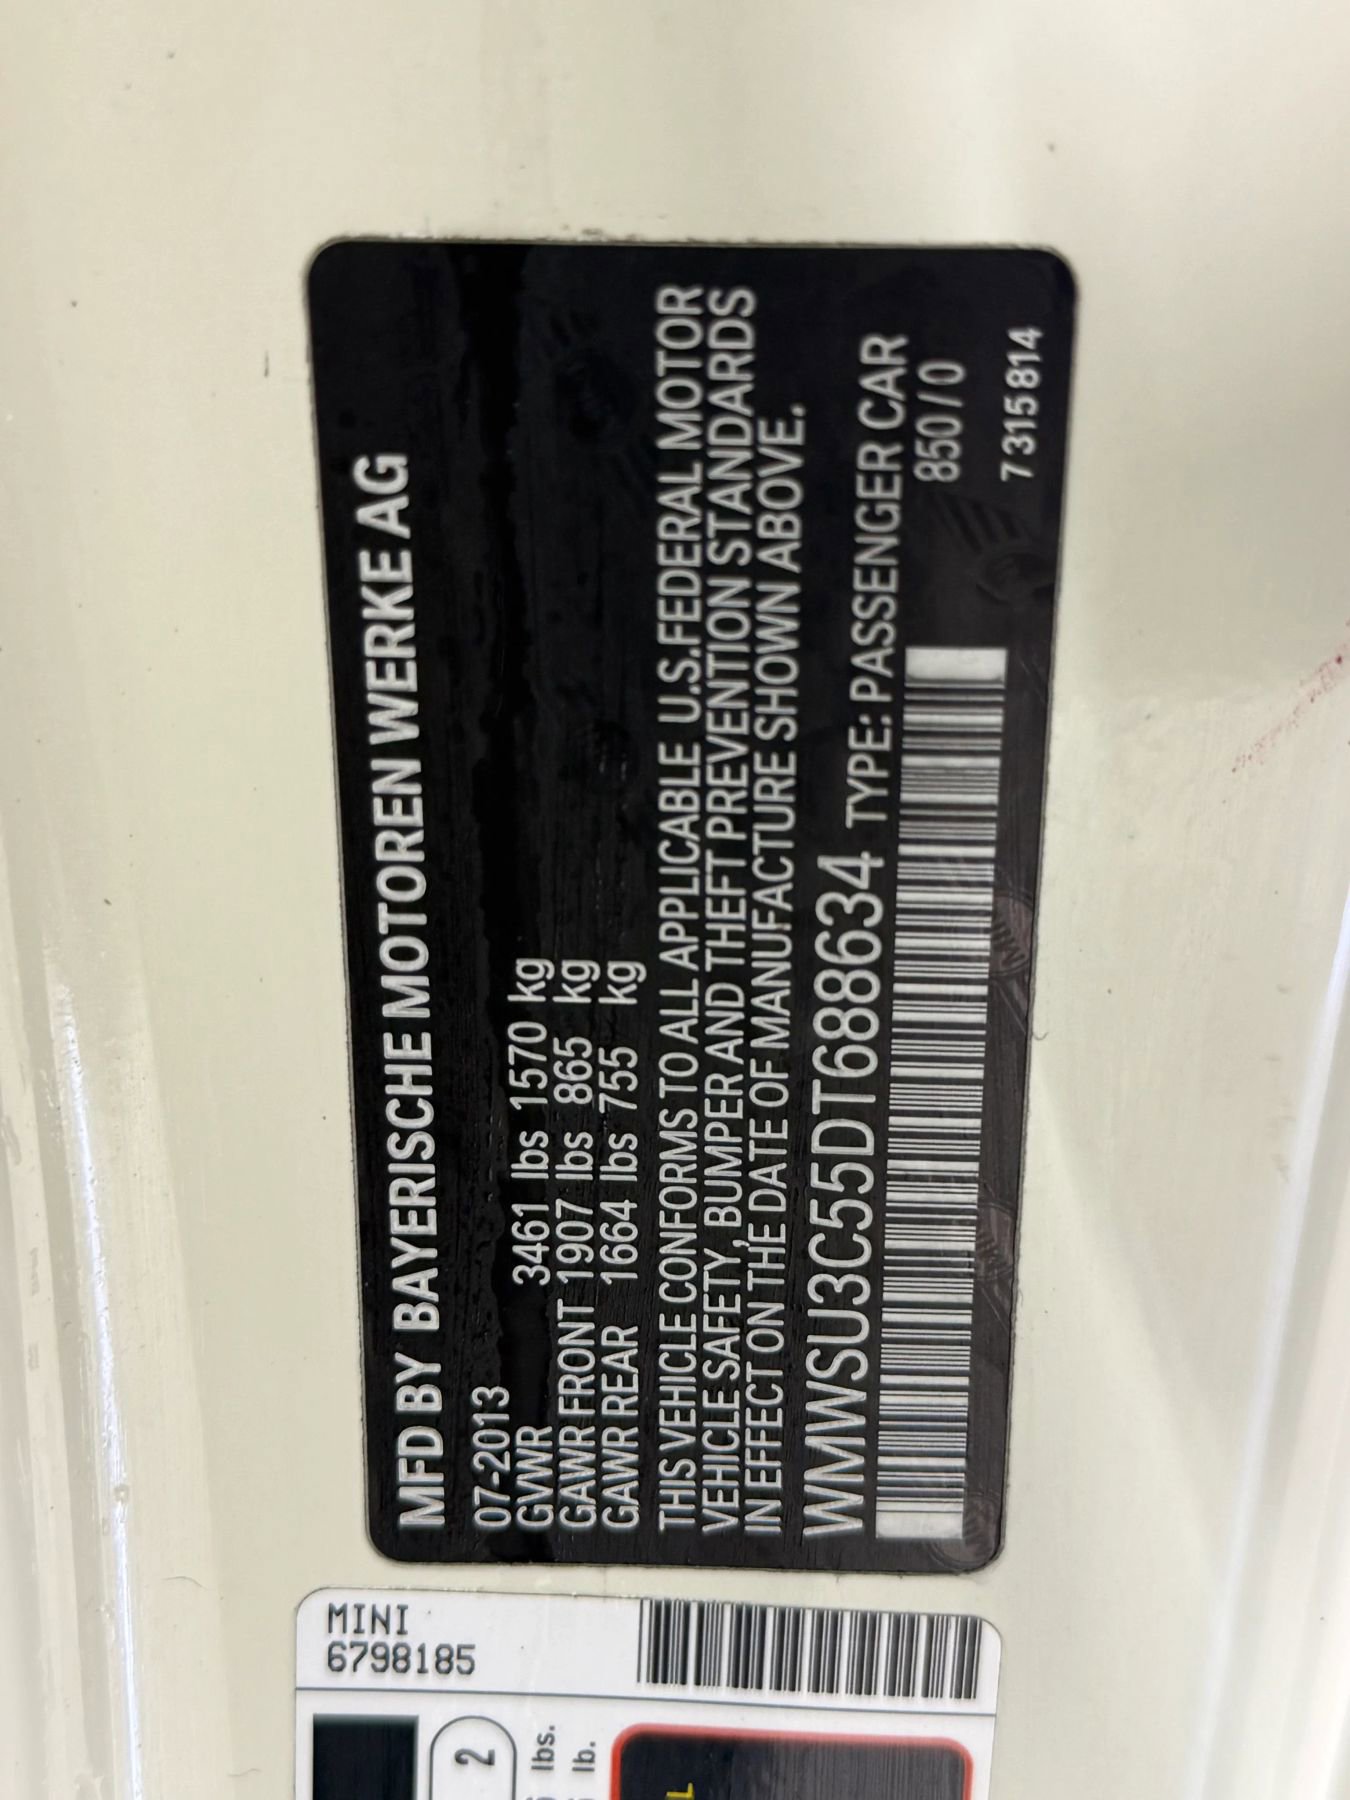 MFD BY BAYERISCHE MOTOREN WERKE AG
07-2013
GVWR 3461 lbs 1570 kg
GAWR FRONT 1907 lbs 865 kg
GAWR REAR 1664 lbs 755 kg
THIS VEHICLE CONFORMS TO ALL APPLICABLE U.S.FEDERAL MOTOR
VEHICLE SAFETY, BUMPER AND THEFT PREVENTION STANDARDS
IN EFFECT ON THE DATE OF MANUFACTURE SHOWN ABOVE.
WMWSU3C55DT688634 TYPE: PASSENGER CAR
850/0
7315814
MINI
6798185
2
lbs.
lb.